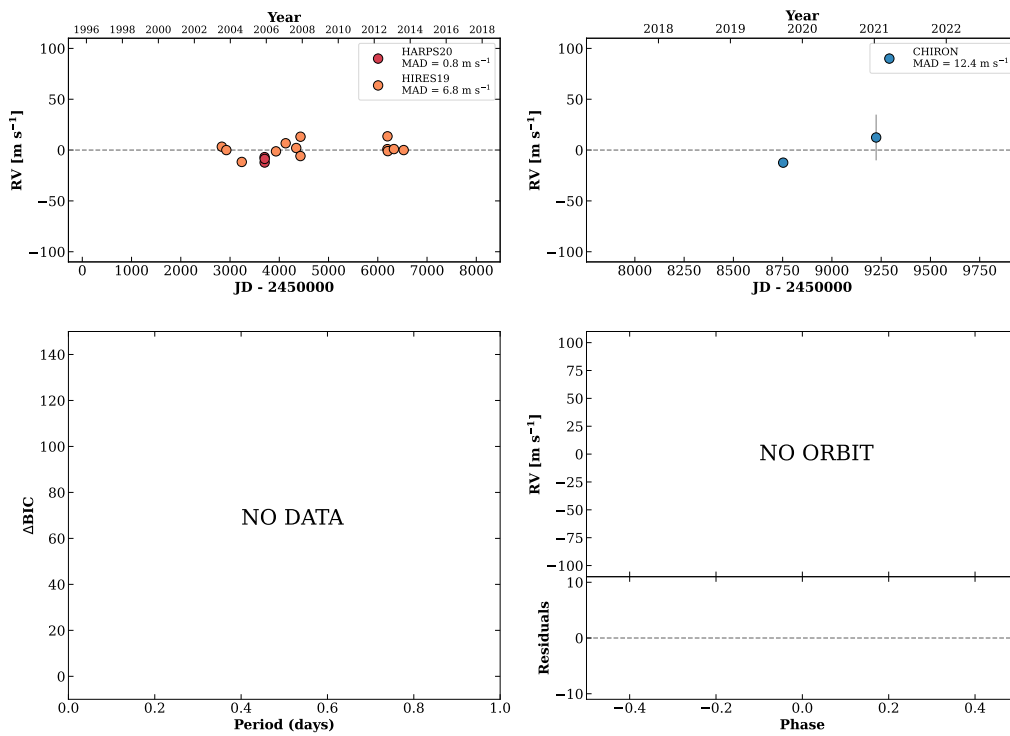 Year
1996 1998 2000 2002 2004 2006 2008 2010 2012 2014 2016 2018
100
50
0
−50
−100
RV [m s⁻¹]
HARPS20
MAD = 0.8 m s⁻¹
HIRES19
MAD = 6.8 m s⁻¹
0 1000 2000 3000 4000 5000 6000 7000 8000
JD - 2450000
Year
2018 2019 2020 2021 2022
100
50
0
−50
−100
RV [m s⁻¹]
CHIRON
MAD = 12.4 m s⁻¹
8000 8250 8500 8750 9000 9250 9500 9750
JD - 2450000
140
120
100
80
60
40
20
0
ΔBIC
NO DATA
0.0 0.2 0.4 0.6 0.8 1.0
Period (days)
100
75
50
25
0
−25
−50
−75
−100
RV [m s⁻¹]
NO ORBIT
10
0
−10
Residuals
−0.4 −0.2 0.0 0.2 0.4
Phase